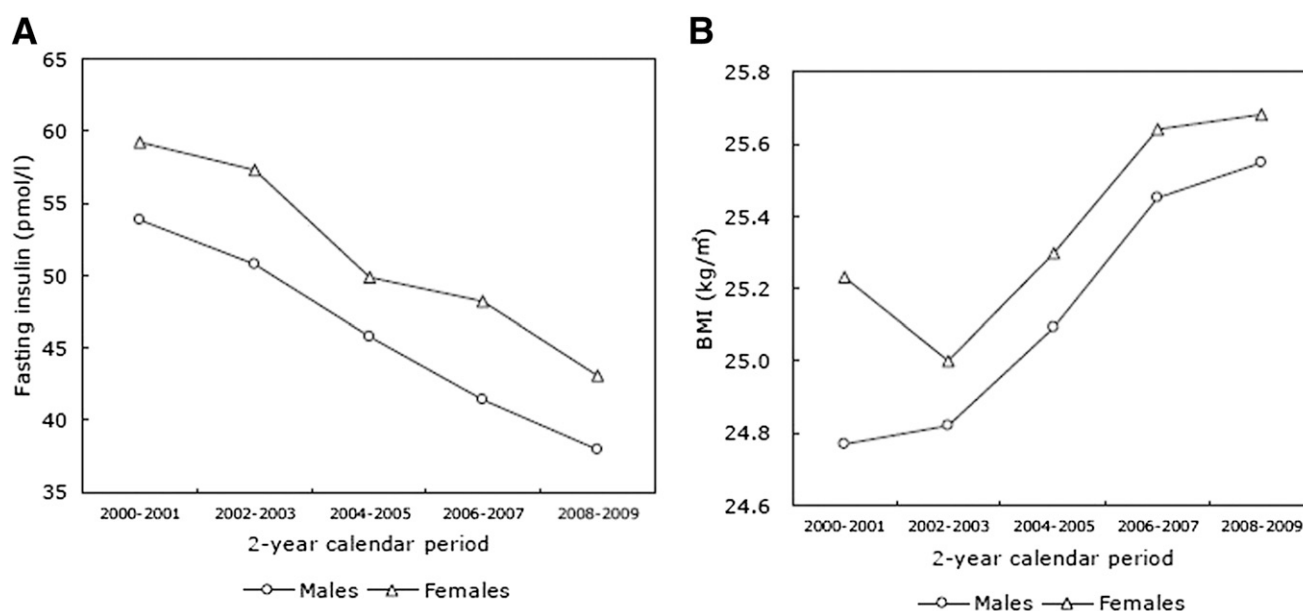 A
65
60
55
50
45
40
35
Fasting insulin (pmol/l)
2000-2001 2002-2003 2004-2005 2006-2007 2008-2009
2-year calendar period
Males Females
B
25.8
25.6
25.4
25.2
25.0
24.8
24.6
BMI (kg/㎡)
2000-2001 2002-2003 2004-2005 2006-2007 2008-2009
2-year calendar period
Males Females